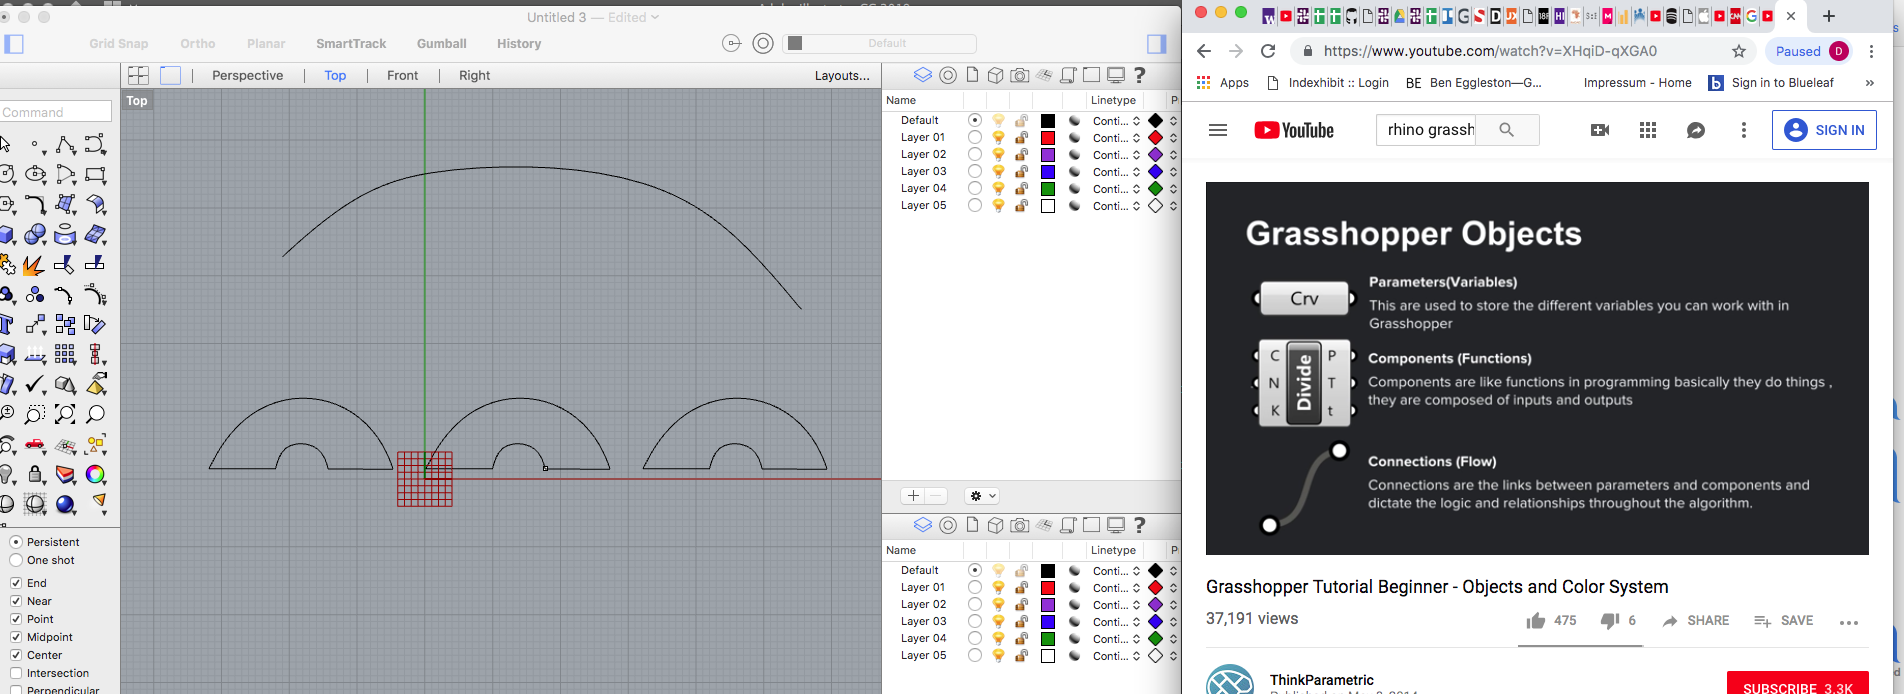 Untitled 3 — Edited
Grid Snap Ortho Planar SmartTrack Gumball History Default
Perspective Top Front Right Layouts...
Top
Command
Persistent
One shot
End
Near
Point
Midpoint
Center
Intersection
Perpendicular
Name Linetype P
Default Conti...
Layer 01 Conti...
Layer 02 Conti...
Layer 03 Conti...
Layer 04 Conti...
Layer 05 Conti...
Name Linetype P
Default Conti...
Layer 01 Conti...
Layer 02 Conti...
Layer 03 Conti...
Layer 04 Conti...
Layer 05 Conti...
https://www.youtube.com/watch?v=XHqiD-qXGA0 Paused D
Apps Indexhibit :: Login BE Ben Eggleston—G... Impressum - Home b Sign in to Blueleaf »
YouTube rhino grassh SIGN IN
Grasshopper Objects
Crv
Parameters(Variables)
This are used to store the different variables you can work with in
Grasshopper
C N K Divide P T t
Components (Functions)
Components are like functions in programming basically they do things ,
they are composed of inputs and outputs
Connections (Flow)
Connections are the links between parameters and components and
dictate the logic and relationships throughout the algorithm.
Grasshopper Tutorial Beginner - Objects and Color System
37,191 views 475 6 SHARE SAVE
ThinkParametric
SUBSCRIBE 3.3K